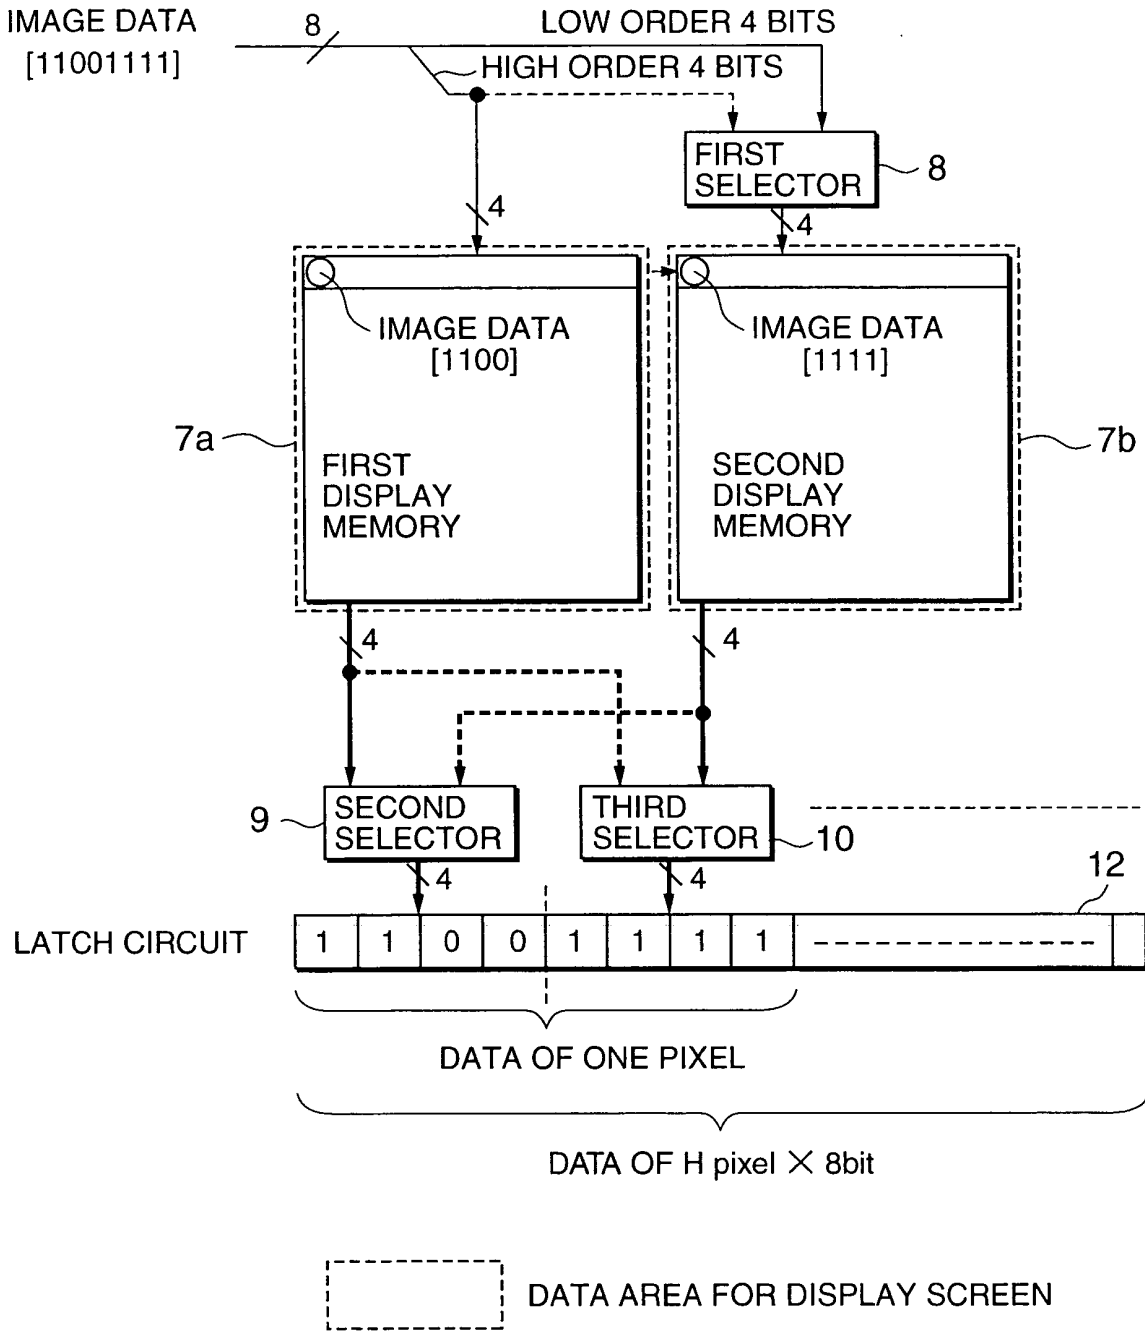 IMAGE DATA
[11001111]
8
LOW ORDER 4 BITS
HIGH ORDER 4 BITS
FIRST
SELECTOR
8
4
4
IMAGE DATA
[1100]
IMAGE DATA
[1111]
7a
7b
FIRST
DISPLAY
MEMORY
SECOND
DISPLAY
MEMORY
4
4
9
SECOND
SELECTOR
THIRD
SELECTOR
10
4
4
12
LATCH CIRCUIT
1 1 0 0 1 1 1 1
DATA OF ONE PIXEL
DATA OF H pixel × 8bit
DATA AREA FOR DISPLAY SCREEN